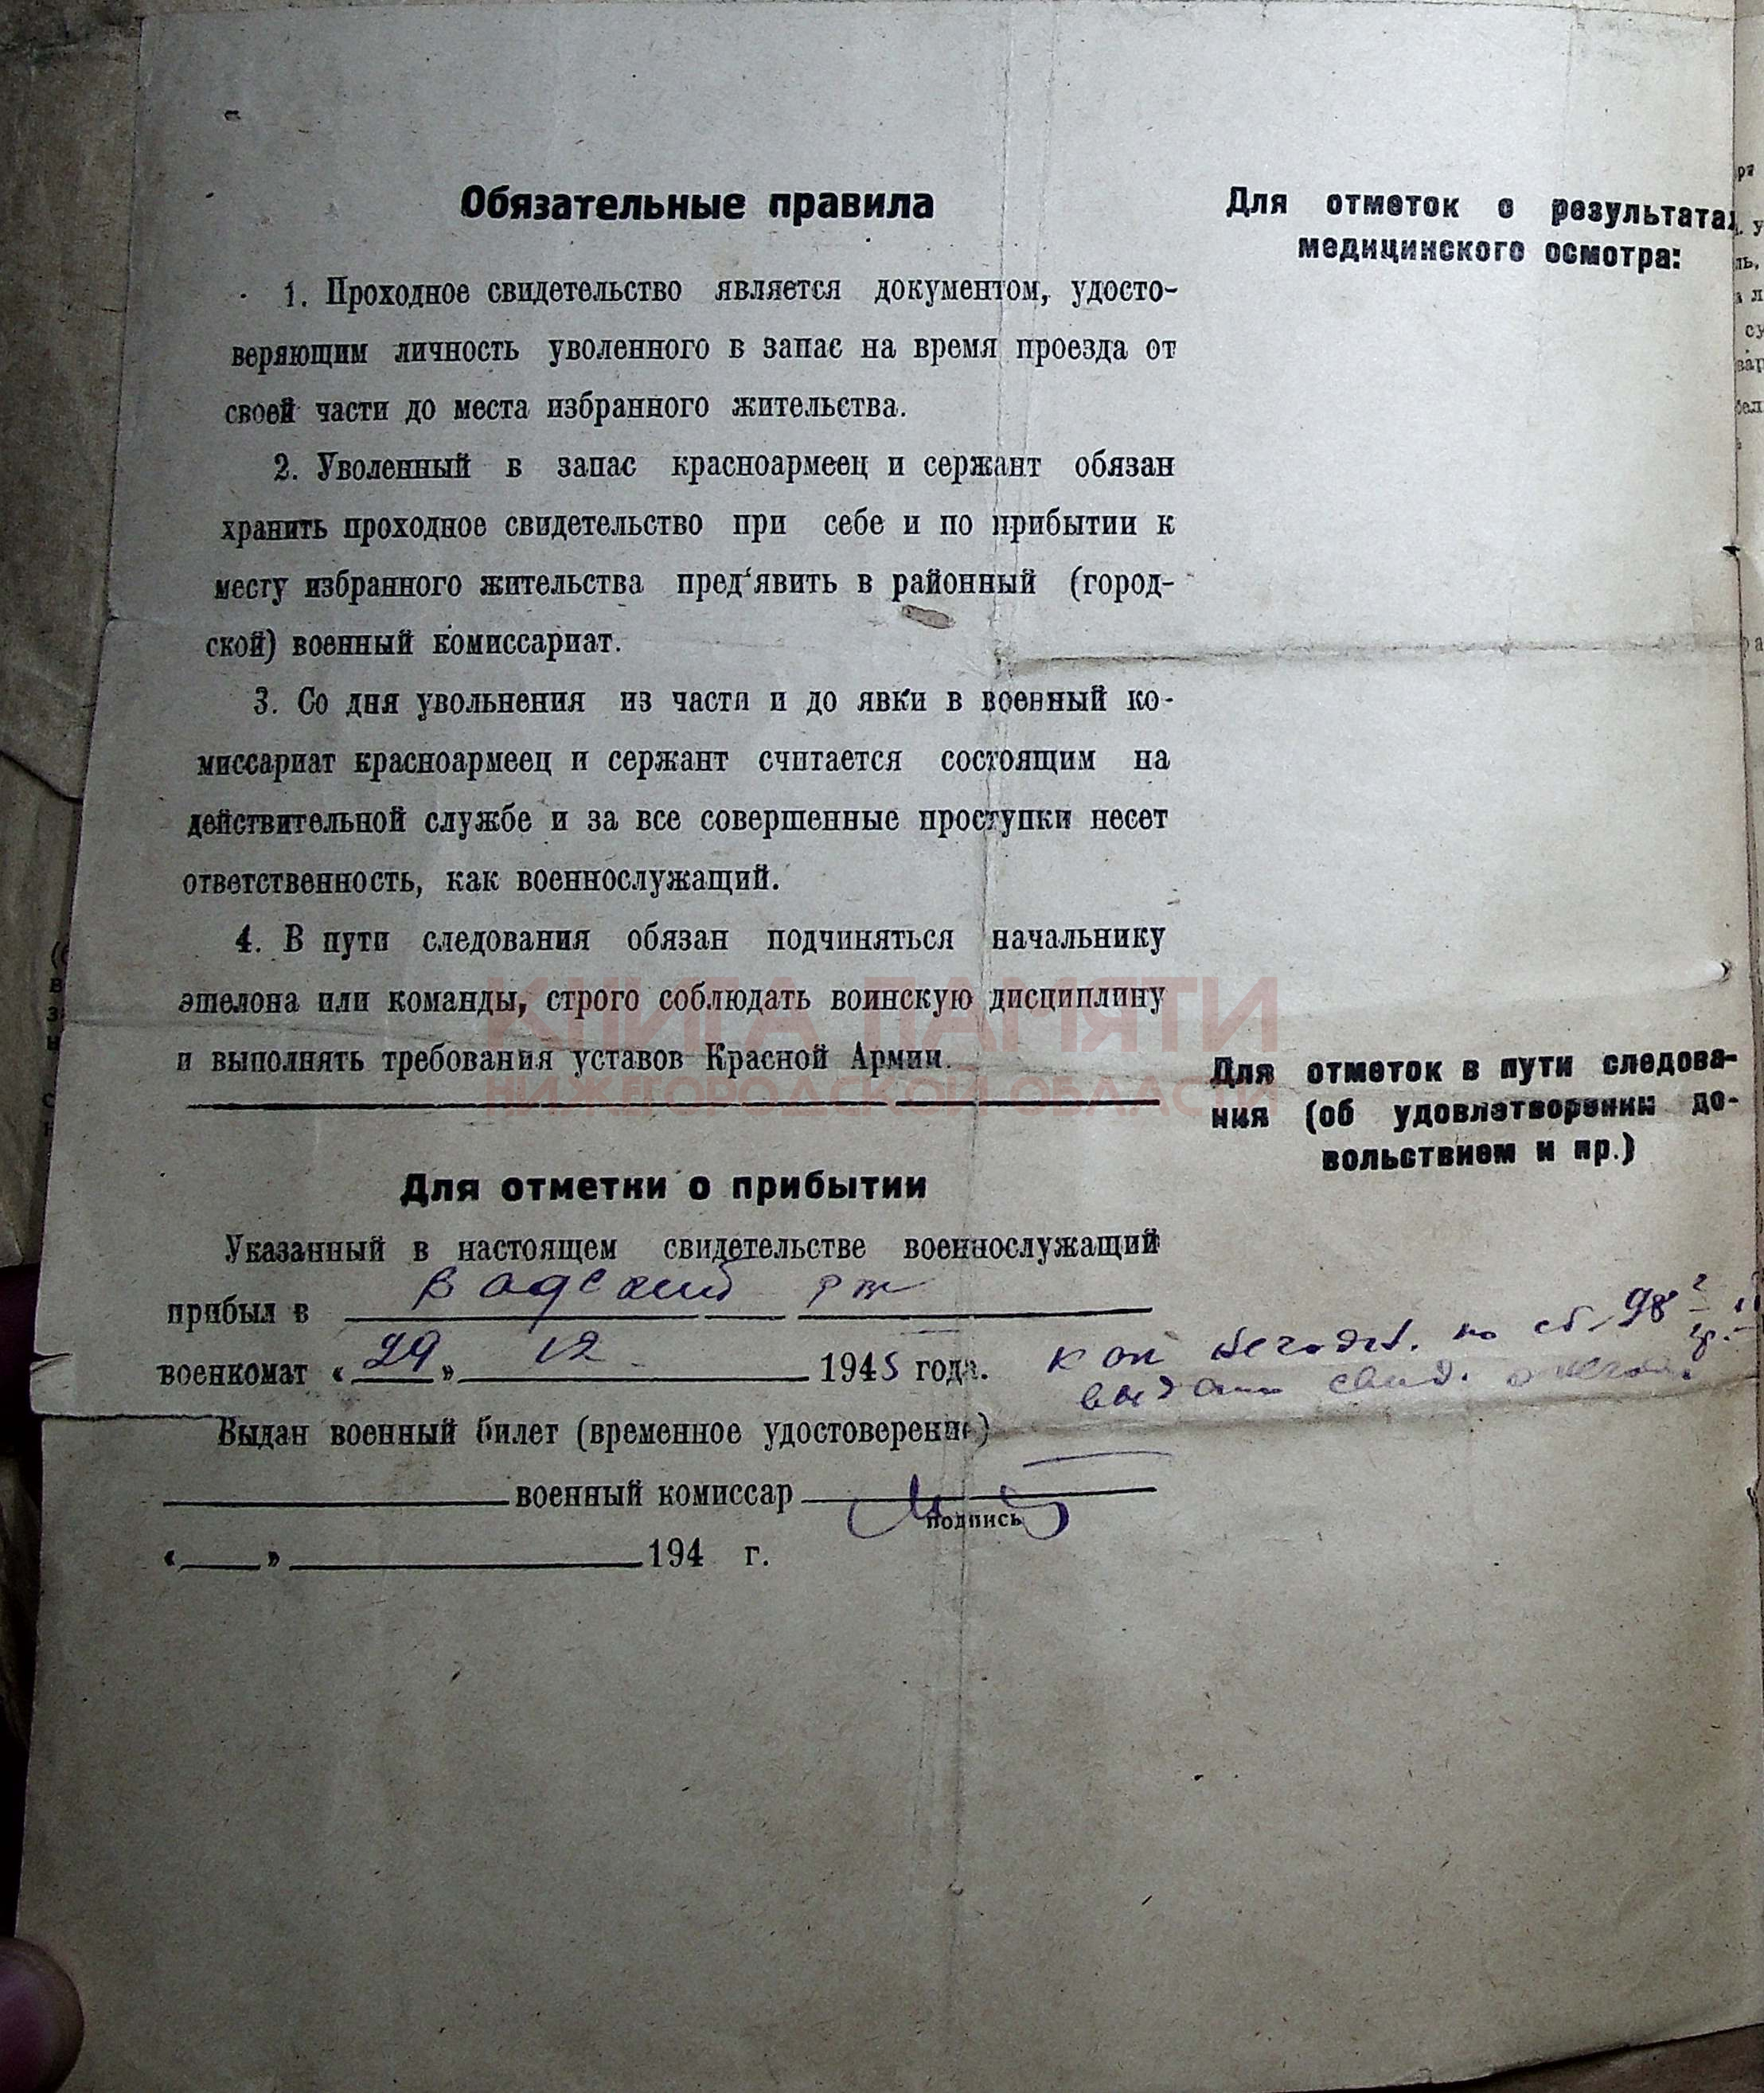 Обязательные правила
1. Проходное свидетельство является документом, удосто-
веряющим личность уволенного в запас на время проезда от
своей части до места избранного жительства.
2. Уволенный в запас красноармеец и сержант обязан
хранить проходное свидетельство при себе и по прибытии к
месту избранного жительства пред‘явить в районный (город-
ской) военный комиссариат.
3. Со дня увольнения из части и до явки в военный ко-
миссариат красноармеец и сержант считается состоящим на
действительной службе и за все совершенные проступки несет
ответственность, как военнослужащий.
4. В пути следования обязан подчиняться начальнику
эшелона или команды, строго соблюдать воинскую дисциплину
и выполнять требования уставов Красной Армии.
КНИГА ПАМЯТИ
НИЖЕГОРОДСКОЙ ОБЛАСТИ
Для отметки о прибытии
Указанный в настоящем свидетельстве военнослужащий
прибыл в Вадский
военкомат «29» 12 1945 года.
Выдан военный билет (временное удостоверение)
военный комиссар
подпись
« » 194 г.
Для отметок о результатах
медицинского осмотра:
Для отметок в пути следова-
ния (об удовлетворении до-
вольствием и пр.)
по ст. 98
выдано свид.